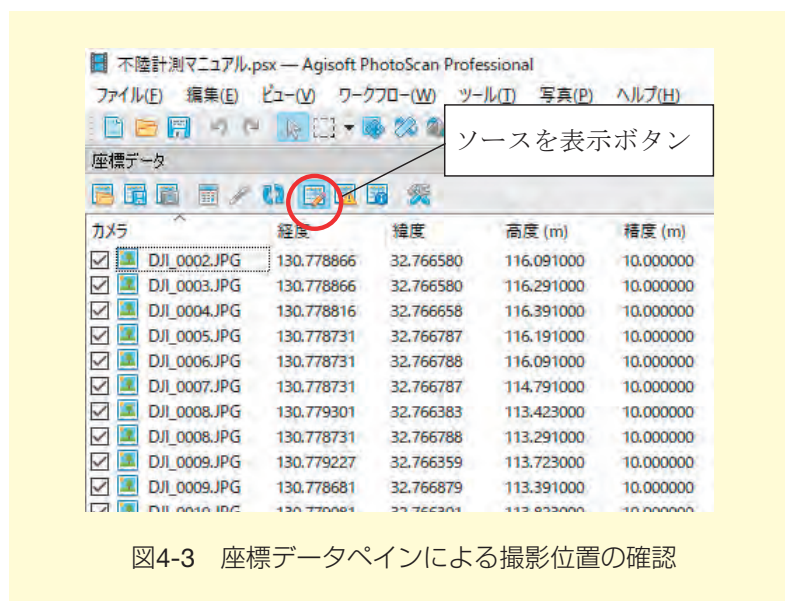 不陸計測マニュアル.psx — Agisoft PhotoScan Professional
ファイル(F) 編集(E) ビュー(V) ワークフロー(W) ツール(T) 写真(P) ヘルプ(H)
ソースを表示ボタン
座標データ
カメラ 経度 緯度 高度 (m) 精度 (m)
DJI_0002.JPG 130.778866 32.766580 116.091000 10.000000
DJI_0003.JPG 130.778866 32.766580 116.291000 10.000000
DJI_0004.JPG 130.778816 32.766658 116.391000 10.000000
DJI_0005.JPG 130.778731 32.766787 116.191000 10.000000
DJI_0006.JPG 130.778731 32.766788 116.091000 10.000000
DJI_0007.JPG 130.778731 32.766787 114.791000 10.000000
DJI_0008.JPG 130.779301 32.766383 113.423000 10.000000
DJI_0008.JPG 130.778731 32.766788 113.291000 10.000000
DJI_0009.JPG 130.779227 32.766359 113.723000 10.000000
DJI_0009.JPG 130.778681 32.766879 113.391000 10.000000
図4-3 座標データペインによる撮影位置の確認